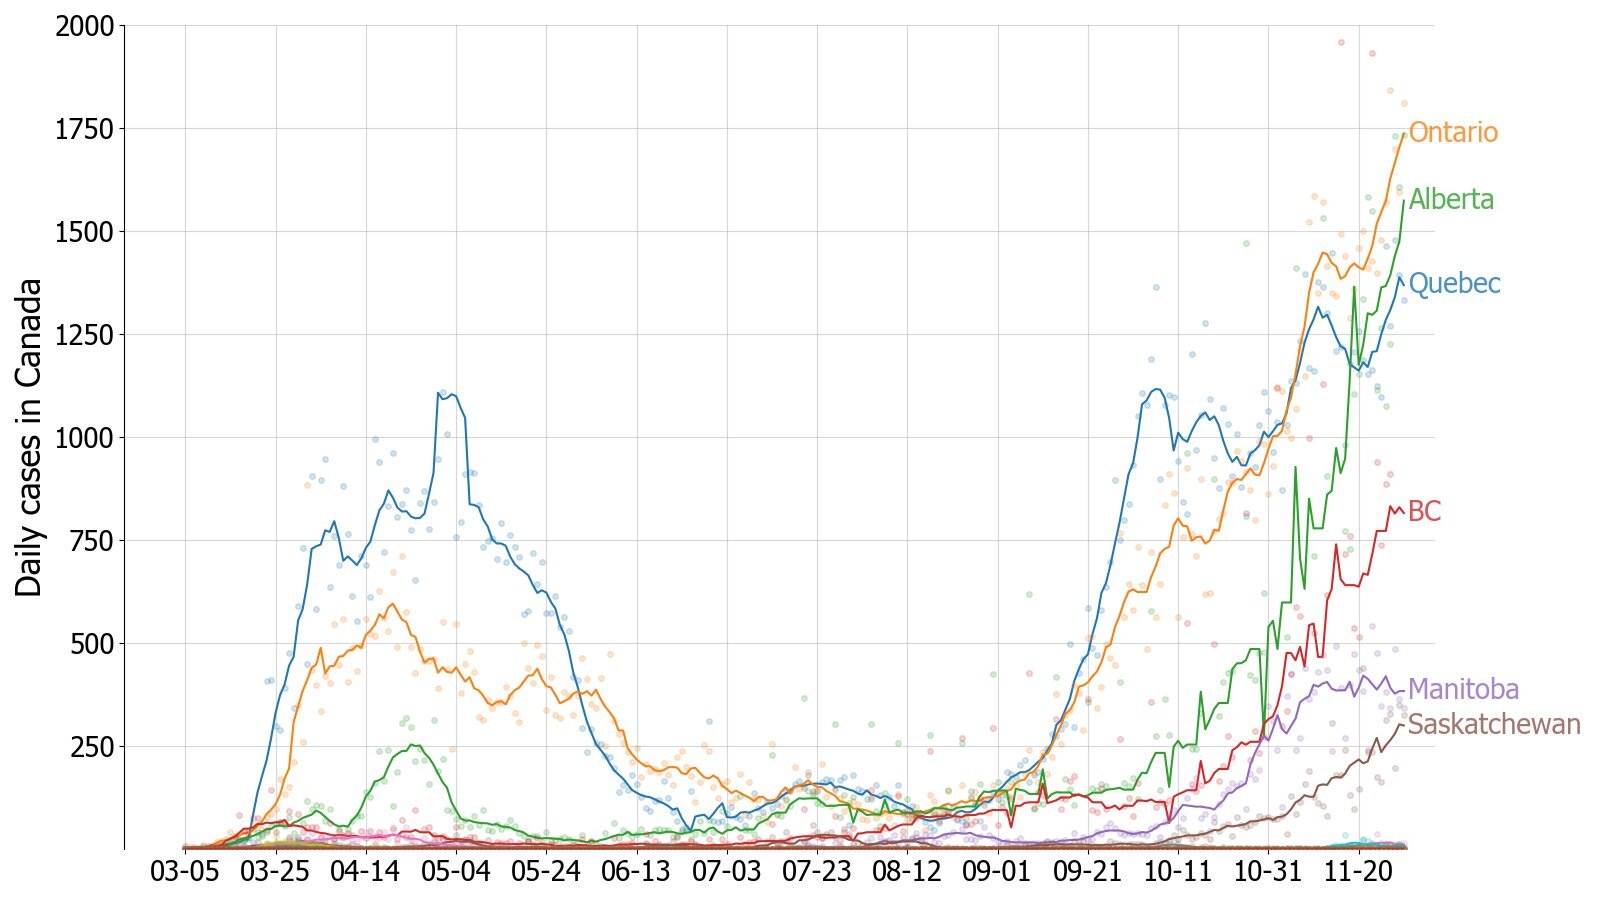 Daily cases in Canada
2000
1750
1500
1250
1000
750
500
250
Ontario
Alberta
Quebec
BC
Manitoba
Saskatchewan
03-05 03-25 04-14 05-04 05-24 06-13 07-03 07-23 08-12 09-01 09-21 10-11 10-31 11-20